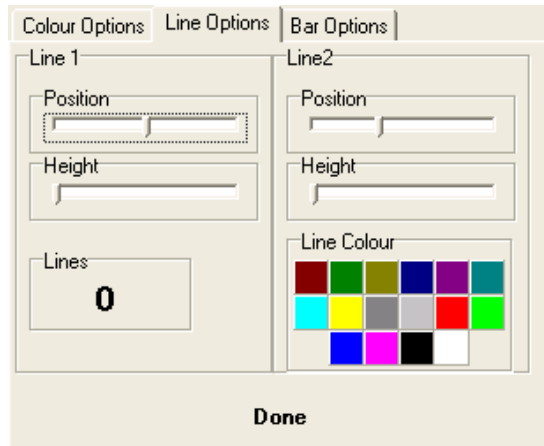 Colour Options Line Options Bar Options
Line 1
Position
Height
Lines
0
Line2
Position
Height
Line Colour
Done